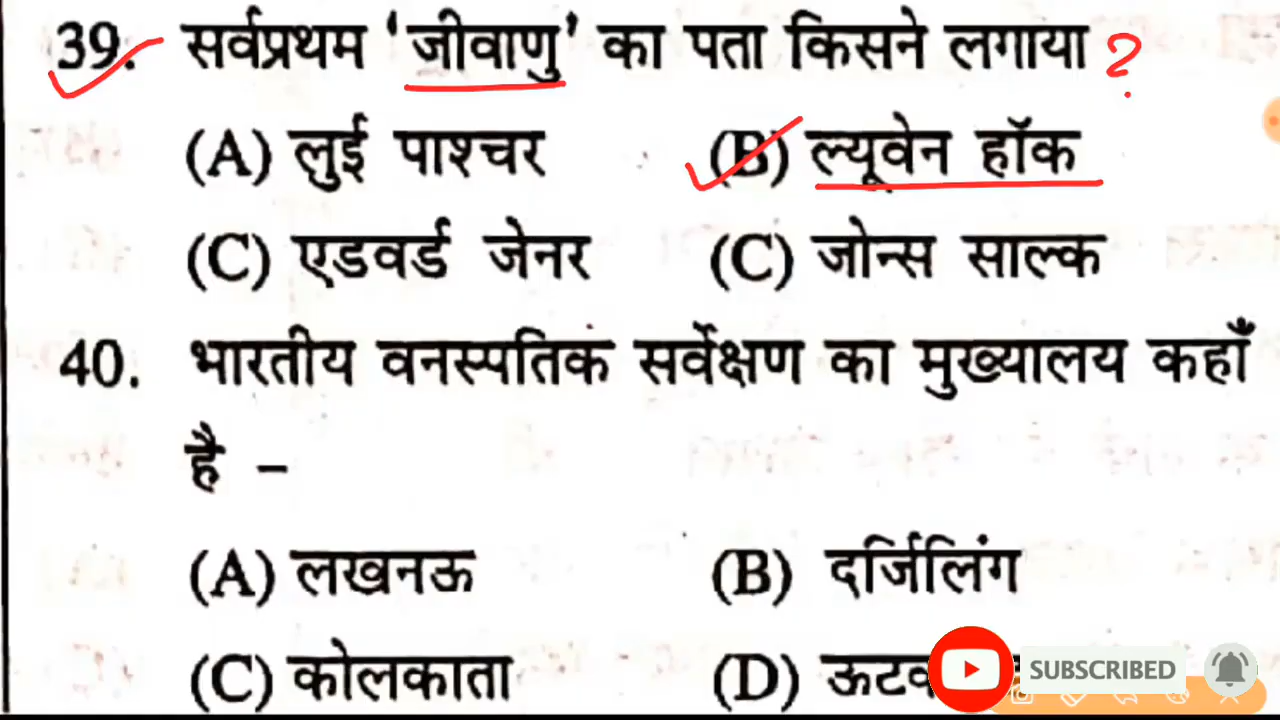 39. सर्वप्रथम ‘जीवाणु’ का पता किसने लगाया ?
(A) लुई पाश्चर (B) ल्यूवेन हॉक
(C) एडवर्ड जेनर (C) जोन्स साल्क
40. भारतीय वनस्पतिक सर्वेक्षण का मुख्यालय कहाँ
है –
(A) लखनऊ (B) दर्जिलिंग
(C) कोलकाता (D)
SUBSCRIBED